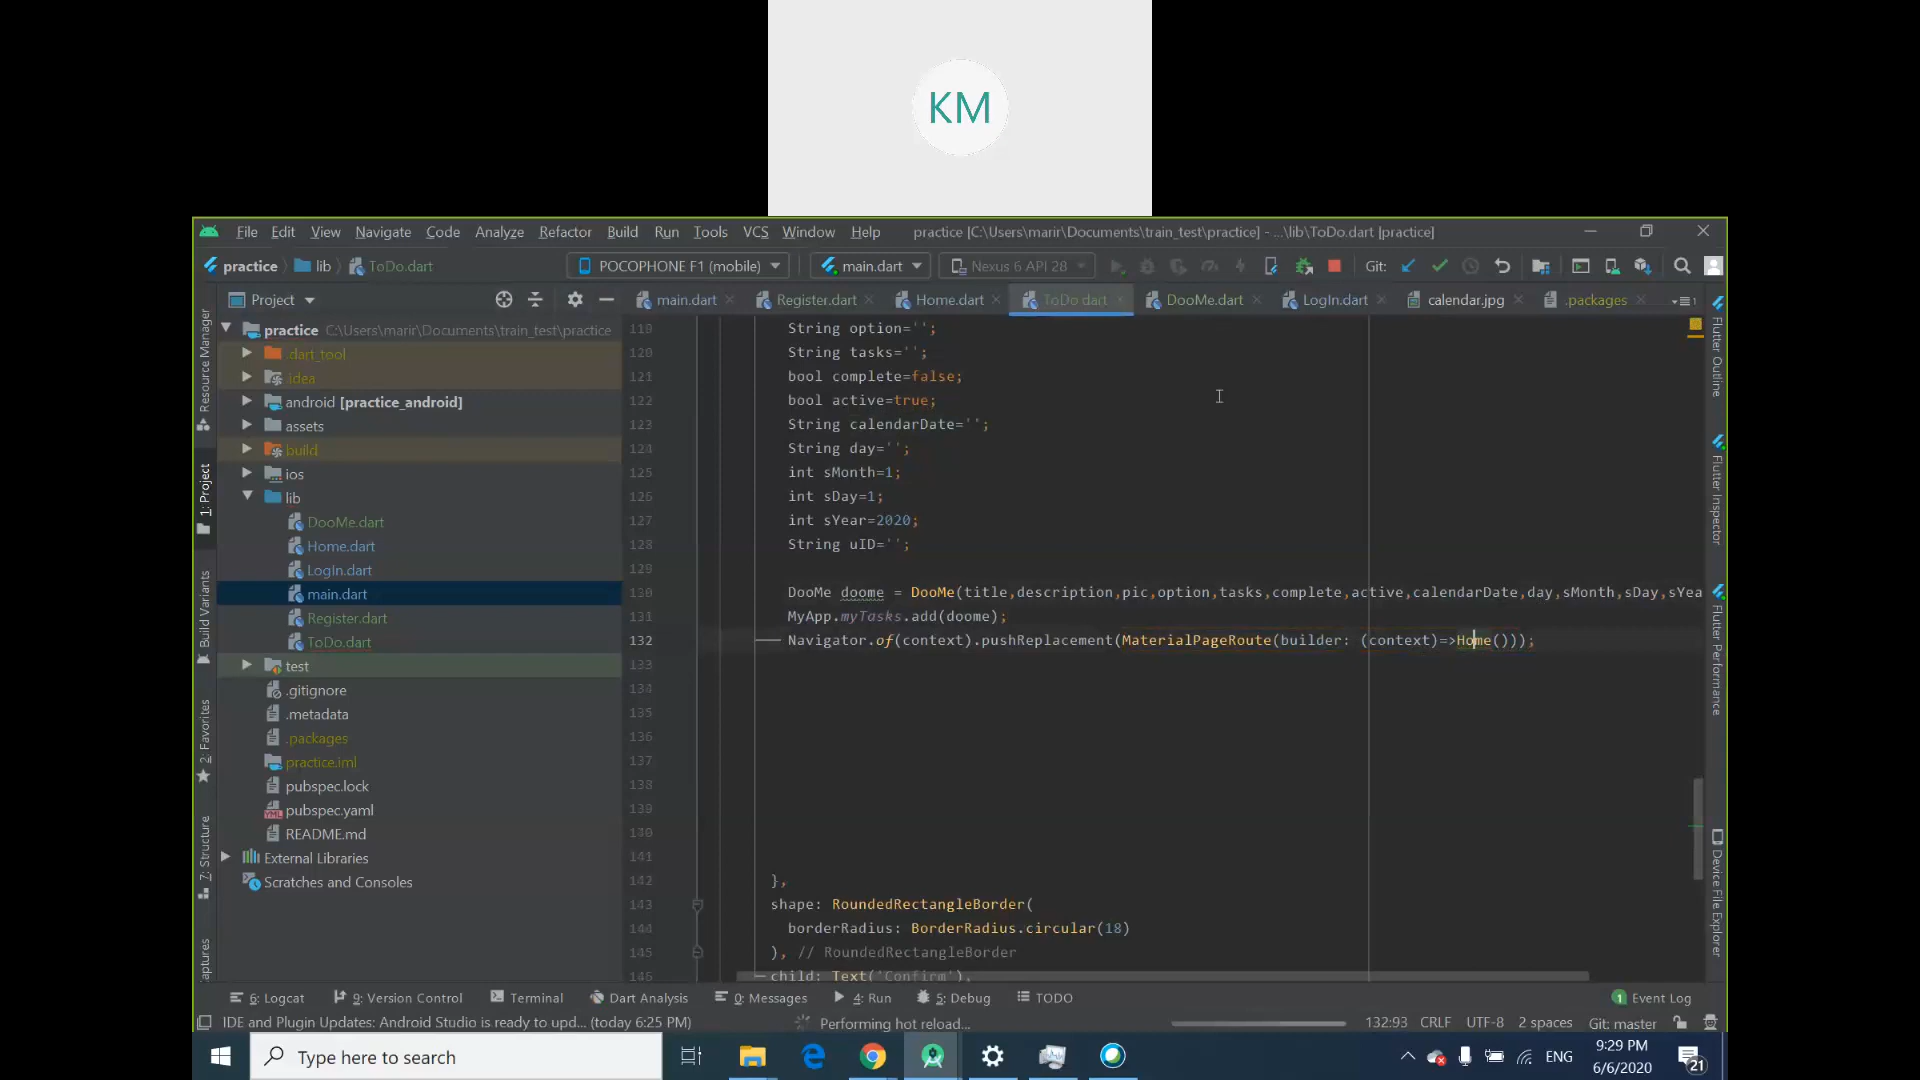 KM
File Edit View Navigate Code Analyze Refactor Build Run Tools VCS Window Help practice [C:\Users\marir\Documents\train_test\practice] - ...\lib\ToDo.dart [practice]
practice lib ToDo.dart POCOPHONE F1 (mobile) main.dart Nexus 6 API 28 Git:
Project main.dart Register.dart Home.dart ToDo.dart DooMe.dart LogIn.dart calendar.jpg .packages
practice C:\Users\marir\Documents\train_test\practice
.dart_tool
.idea
android [practice_android]
assets
build
ios
lib
DooMe.dart
Home.dart
LogIn.dart
main.dart
Register.dart
ToDo.dart
test
.gitignore
.metadata
.packages
practice.iml
pubspec.lock
pubspec.yaml
README.md
External Libraries
Scratches and Consoles
Resource Manager
1: Project
Build Variants
2: Favorites
7: Structure
aptures
119 String option='';
120 String tasks='';
121 bool complete=false;
122 bool active=true;
123 String calendarDate='';
124 String day='';
125 int sMonth=1;
126 int sDay=1;
127 int sYear=2020;
128 String uID='';
129
130 DooMe doome = DooMe(title,description,pic,option,tasks,complete,active,calendarDate,day,sMonth,sDay,sYea
131 MyApp.myTasks.add(doome);
132 Navigator.of(context).pushReplacement(MaterialPageRoute(builder: (context)=>Home()));
133
134
135
136
137
138
139
140
141
142 },
143 shape: RoundedRectangleBorder(
144 borderRadius: BorderRadius.circular(18)
145 ), // RoundedRectangleBorder
146 child: Text('Confirm'),
Flutter Outline
Flutter Inspector
Flutter Performance
Device File Explorer
6: Logcat 9: Version Control Terminal Dart Analysis 0: Messages 4: Run 5: Debug TODO 1 Event Log
IDE and Plugin Updates: Android Studio is ready to upd... (today 6:25 PM) Performing hot reload... 132:93 CRLF UTF-8 2 spaces Git: master
Type here to search ENG 9:29 PM
6/6/2020 21